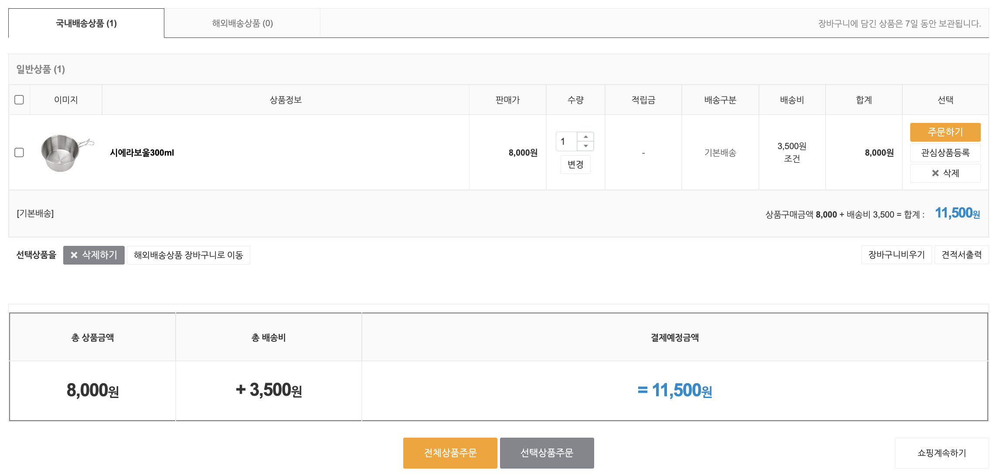 국내배송상품 (1)
해외배송상품 (0)
장바구니에 담긴 상품은 7일 동안 보관됩니다.
일반상품 (1)
이미지
상품정보
판매가
수량
적립금
배송구분
배송비
합계
선택
시에라보울300ml
8,000원
1
변경
-
기본배송
3,500원
조건
8,000원
주문하기
관심상품등록
삭제
[기본배송]
상품구매금액 8,000 + 배송비 3,500 = 합계 : 11,500원
선택상품을
삭제하기
해외배송상품 장바구니로 이동
장바구니비우기
견적서출력
총 상품금액
총 배송비
결제예정금액
8,000원
+ 3,500원
= 11,500원
전체상품주문
선택상품주문
쇼핑계속하기